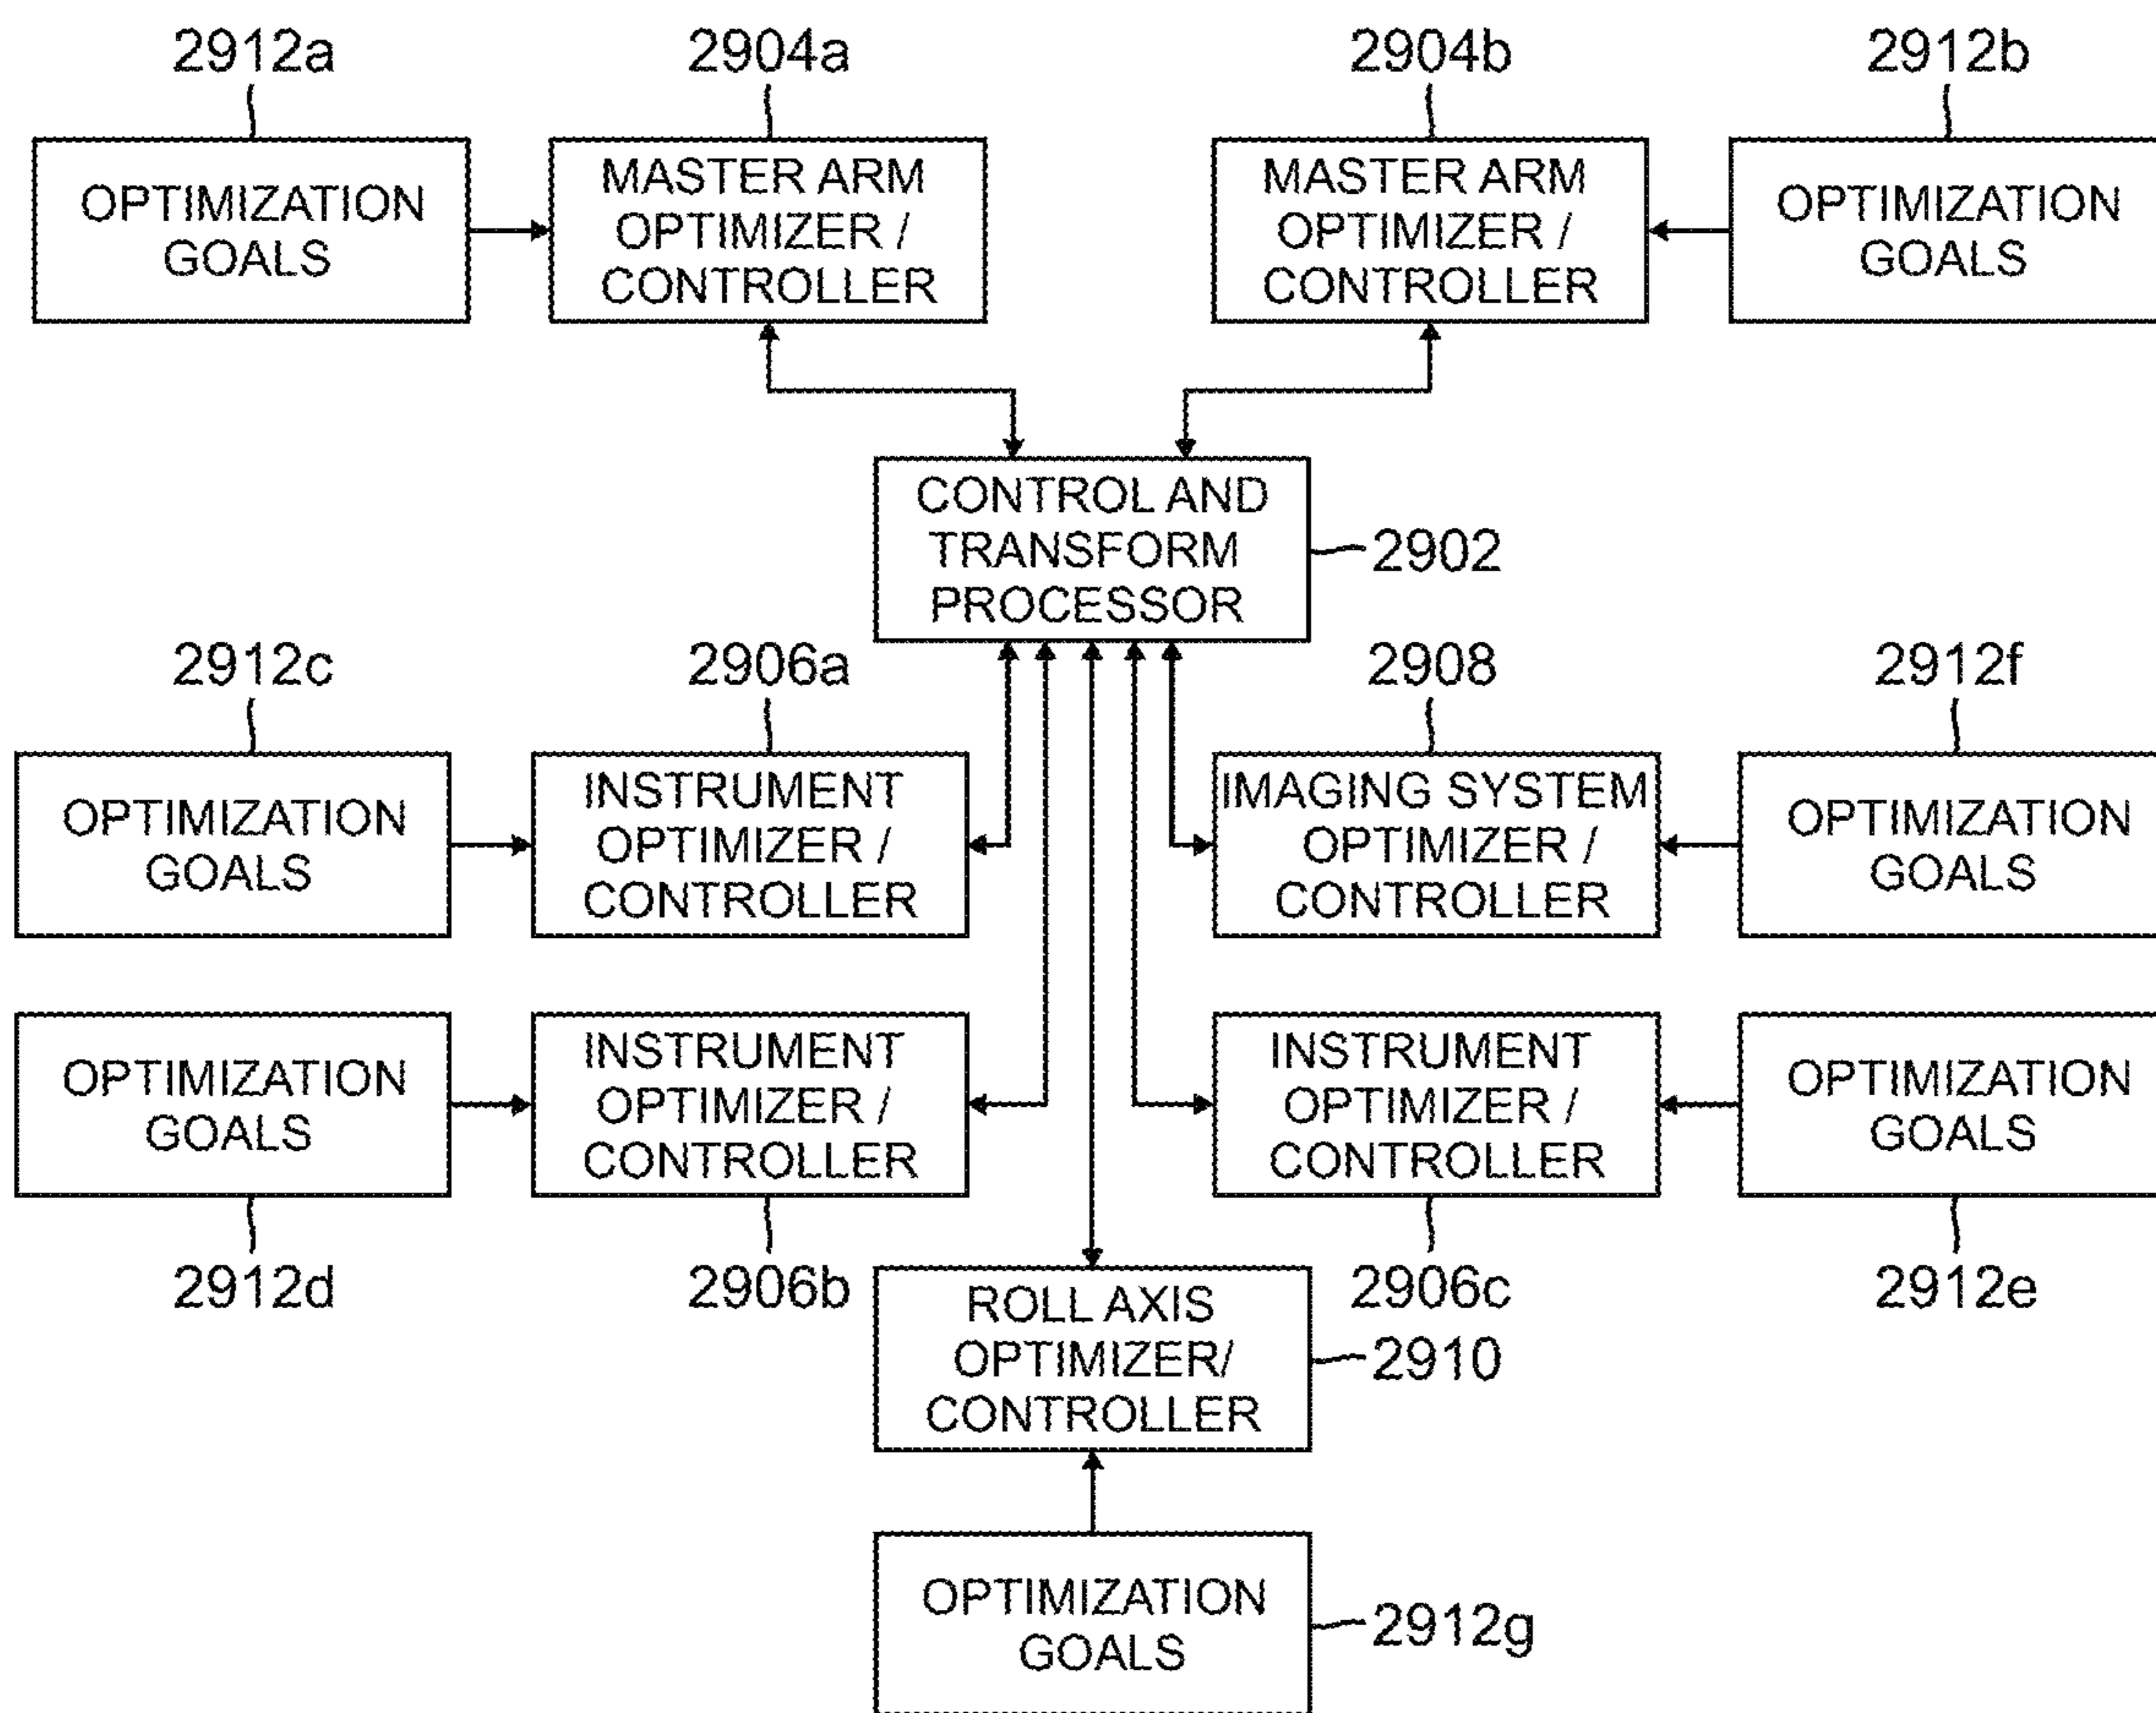 2912a
2904a
2904b
2912b
OPTIMIZATION
GOALS
MASTER ARM
OPTIMIZER /
CONTROLLER
MASTER ARM
OPTIMIZER /
CONTROLLER
OPTIMIZATION
GOALS
CONTROL AND
TRANSFORM
PROCESSOR
2902
2912c
2906a
2908
2912f
OPTIMIZATION
GOALS
INSTRUMENT
OPTIMIZER /
CONTROLLER
IMAGING SYSTEM
OPTIMIZER /
CONTROLLER
OPTIMIZATION
GOALS
OPTIMIZATION
GOALS
INSTRUMENT
OPTIMIZER /
CONTROLLER
INSTRUMENT
OPTIMIZER /
CONTROLLER
OPTIMIZATION
GOALS
2912d
2906b
2906c
2912e
ROLL AXIS
OPTIMIZER/
CONTROLLER
2910
OPTIMIZATION
GOALS
2912g